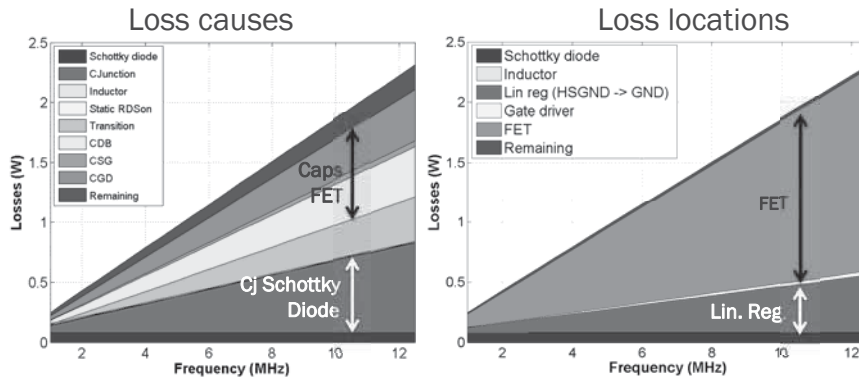 Loss causes
Losses (W)
2.5
2
1.5
1
0.5
0
Schottky diode
CJunction
Inductor
Static RDSon
Transition
CDB
CSG
CGD
Remaining
Caps
FET
Cj Schottky
Diode
2
4
6
8
10
12
Frequency (MHz)
Loss locations
Losses (W)
2.5
2
1.5
1
0.5
0
Schottky diode
Inductor
Lin reg (HSGND -> GND)
Gate driver
FET
Remaining
FET
Lin. Reg.
2
4
6
8
10
12
Frequency (MHz)